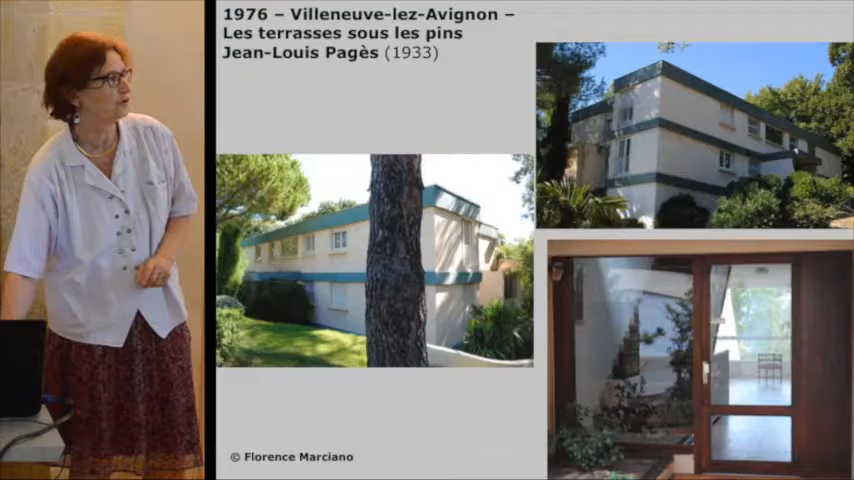 1976 – Villeneuve-lez-Avignon –
Les terrasses sous les pins
Jean-Louis Pagès (1933)
© Florence Marciano